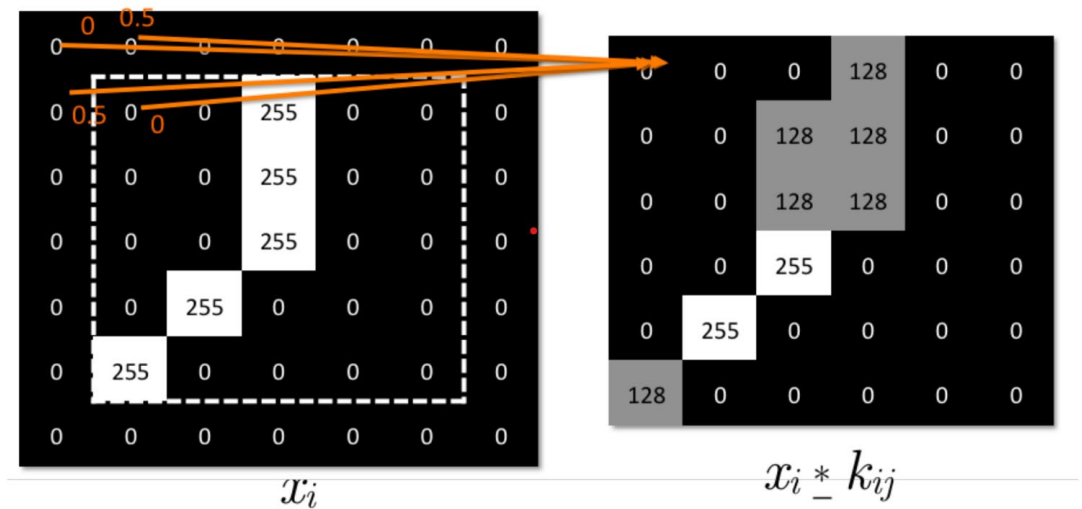 0 0.5
0 0 0 0 0 0 0
0 0 0 255 0 0 0
0.5 0
0 0 0 255 0 0 0
0 0 0 255 0 0 0
0 0 255 0 0 0 0
0 255 0 0 0 0 0
0 0 0 0 0 0 0
xᵢ
0 0 0 128 0 0
0 0 128 128 0 0
0 0 128 128 0 0
0 0 255 0 0 0
0 255 0 0 0 0
128 0 0 0 0 0
xᵢ * kᵢⱼ